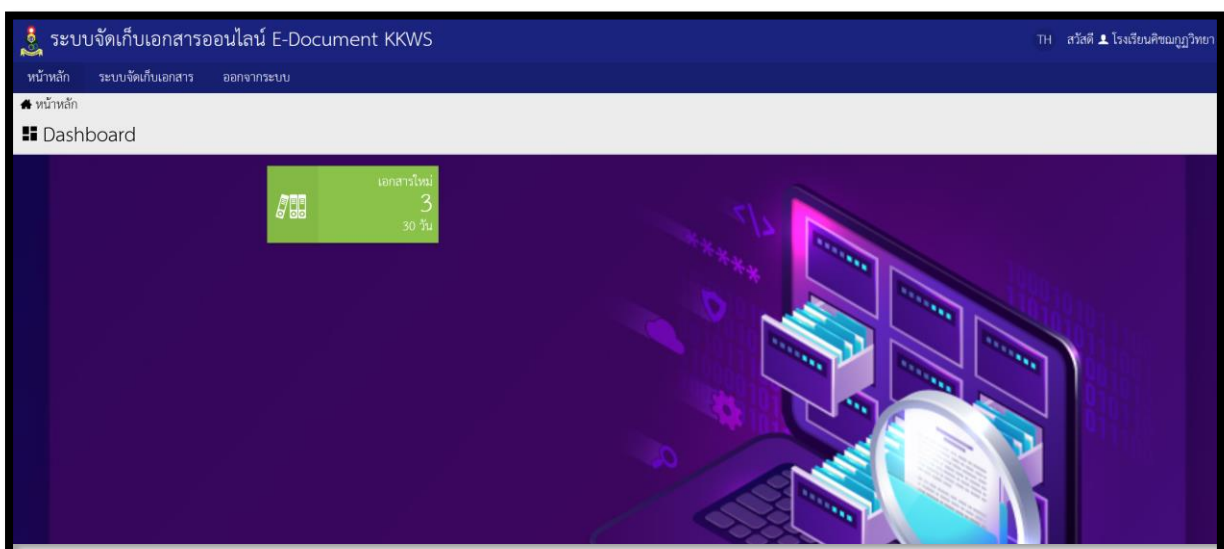 ระบบจัดเก็บเอกสารออนไลน์ E-Document KKWS
TH สวัสดี โรงเรียนคิชฌกูฏวิทยา
หน้าหลัก ระบบจัดเก็บเอกสาร ออกจากระบบ
หน้าหลัก
Dashboard
เอกสารใหม่
3
30 วัน